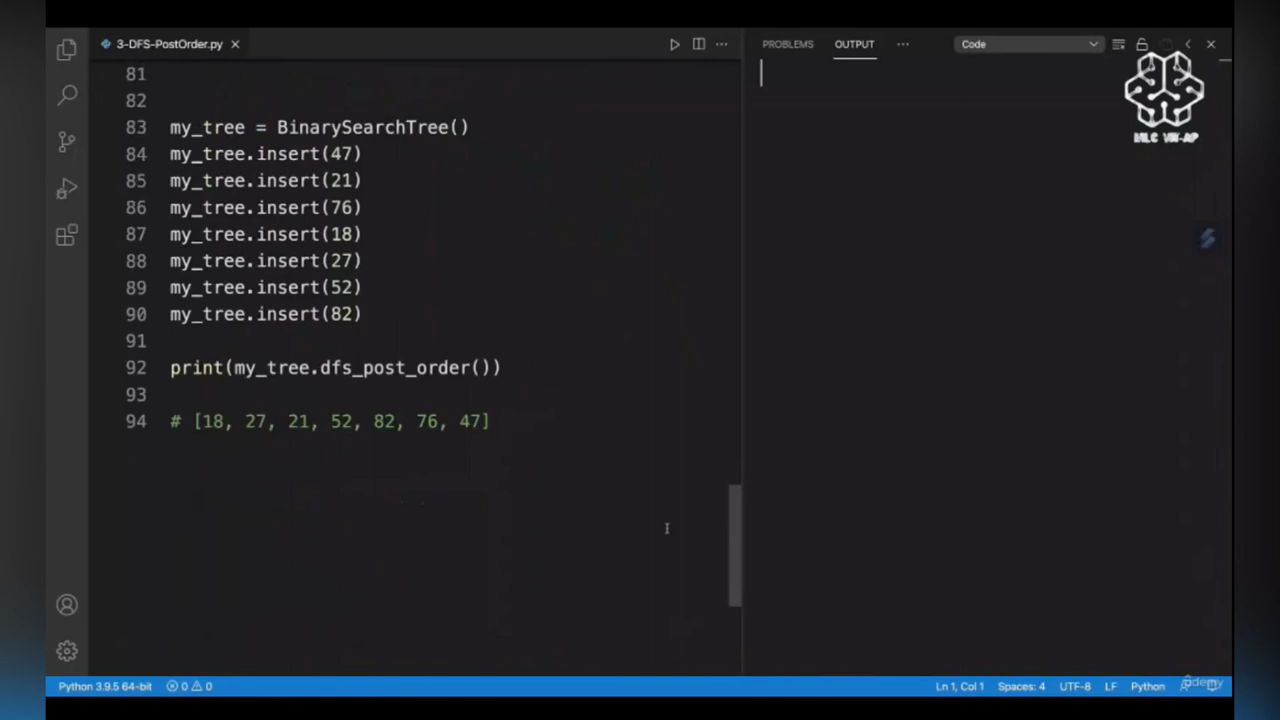 3-DFS-PostOrder.py
PROBLEMS OUTPUT Code
MLC VN-AP
81
82
83 my_tree = BinarySearchTree()
84 my_tree.insert(47)
85 my_tree.insert(21)
86 my_tree.insert(76)
87 my_tree.insert(18)
88 my_tree.insert(27)
89 my_tree.insert(52)
90 my_tree.insert(82)
91
92 print(my_tree.dfs_post_order())
93
94 # [18, 27, 21, 52, 82, 76, 47]
Python 3.9.5 64-bit 0 0 Ln 1, Col 1 Spaces: 4 UTF-8 LF Python